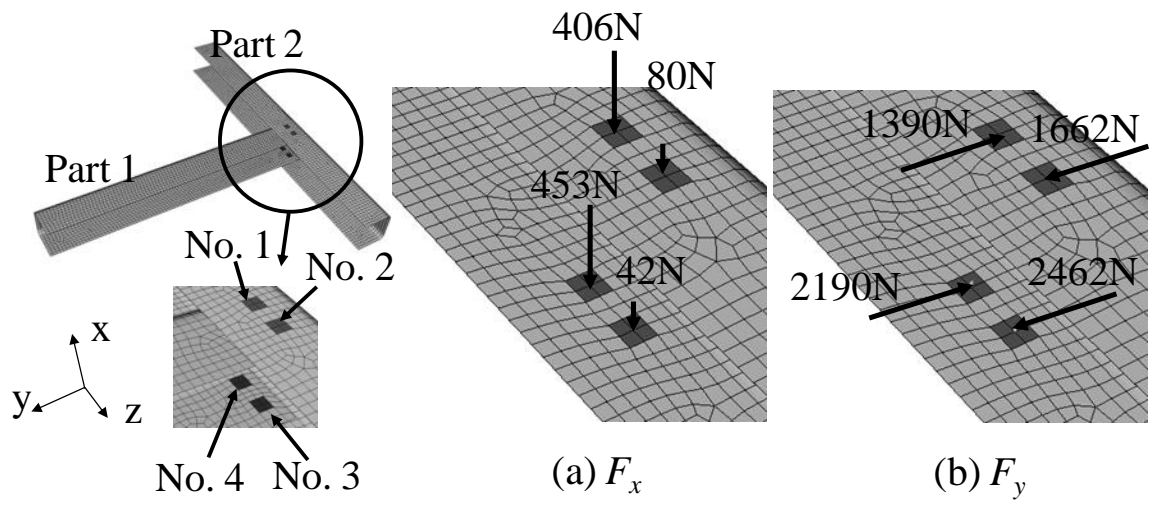 Part 2
Part 1
No. 1
No. 2
x
y
z
No. 4
No. 3
406N
80N
453N
42N
(a) Fx
1390N
1662N
2190N
2462N
(b) Fy